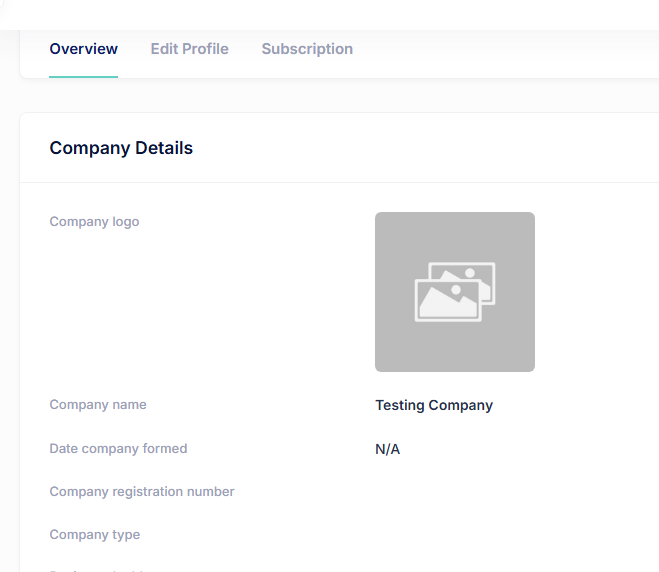 Overview Edit Profile Subscription
Company Details
Company logo
Company name Testing Company
Date company formed N/A
Company registration number
Company type